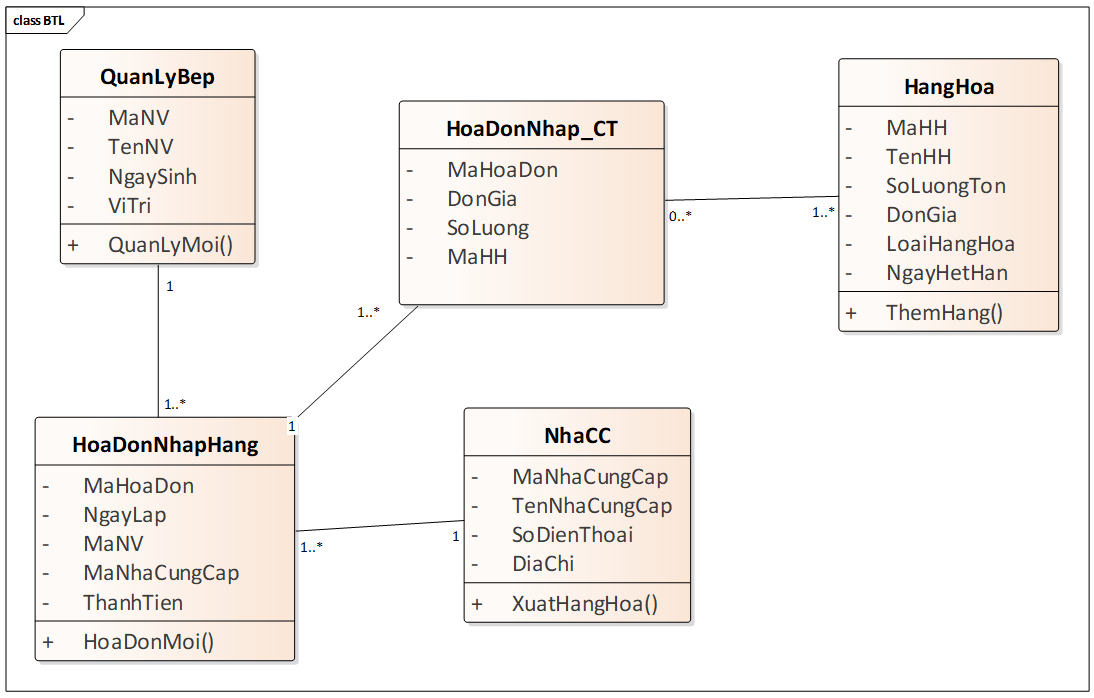 class BTL
QuanLyBep
- MaNV
- TenNV
- NgaySinh
- ViTri
+ QuanLyMoi()
HoaDonNhap_CT
- MaHoaDon
- DonGia
- SoLuong
- MaHH
HangHoa
- MaHH
- TenHH
- SoLuongTon
- DonGia
- LoaiHangHoa
- NgayHetHan
+ ThemHang()
0..*
1..*
1
1..*
1..*
1
HoaDonNhapHang
- MaHoaDon
- NgayLap
- MaNV
- MaNhaCungCap
- ThanhTien
+ HoaDonMoi()
1..*
1
NhaCC
- MaNhaCungCap
- TenNhaCungCap
- SoDienThoai
- DiaChi
+ XuatHangHoa()